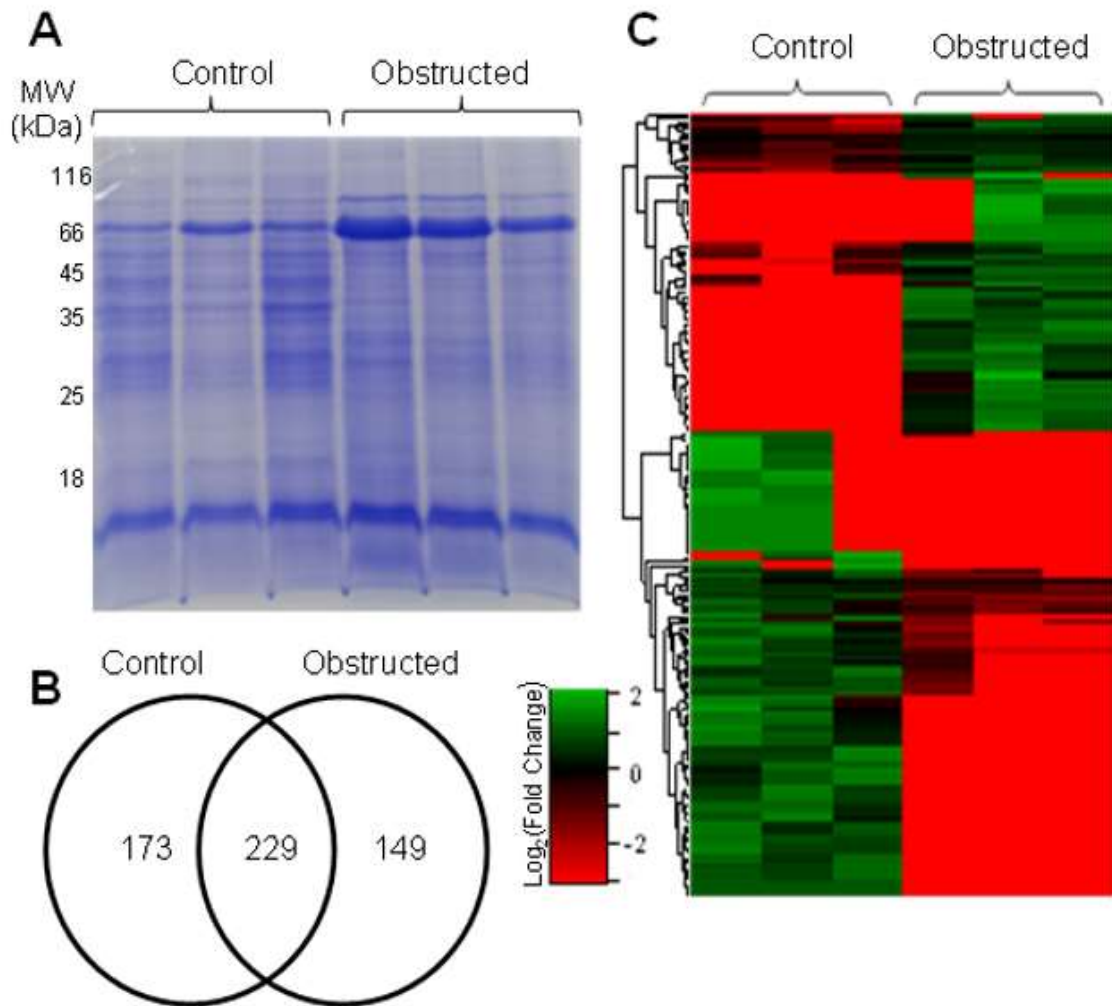 A
Control
Obstructed
MW
(kDa)
116
66
45
35
25
18
B
Control
Obstructed
173
229
149
C
Control
Obstructed
Log2(Fold Change)
2
0
-2